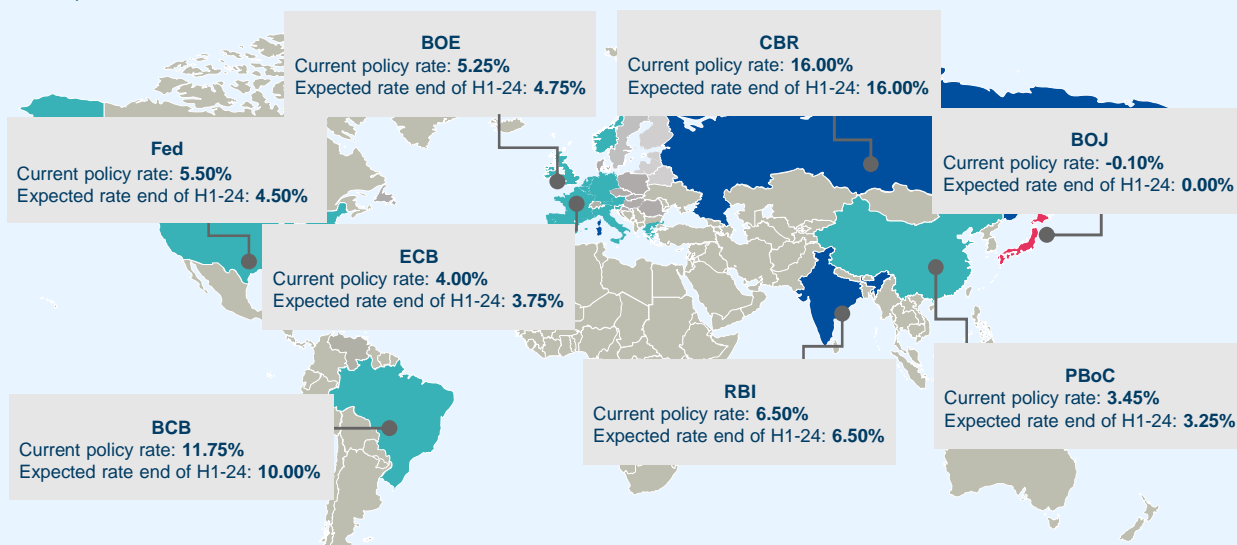 BOE
Current policy rate: 5.25%
Expected rate end of H1-24: 4.75%
CBR
Current policy rate: 16.00%
Expected rate end of H1-24: 16.00%
Fed
Current policy rate: 5.50%
Expected rate end of H1-24: 4.50%
BOJ
Current policy rate: -0.10%
Expected rate end of H1-24: 0.00%
ECB
Current policy rate: 4.00%
Expected rate end of H1-24: 3.75%
RBI
Current policy rate: 6.50%
Expected rate end of H1-24: 6.50%
PBoC
Current policy rate: 3.45%
Expected rate end of H1-24: 3.25%
BCB
Current policy rate: 11.75%
Expected rate end of H1-24: 10.00%